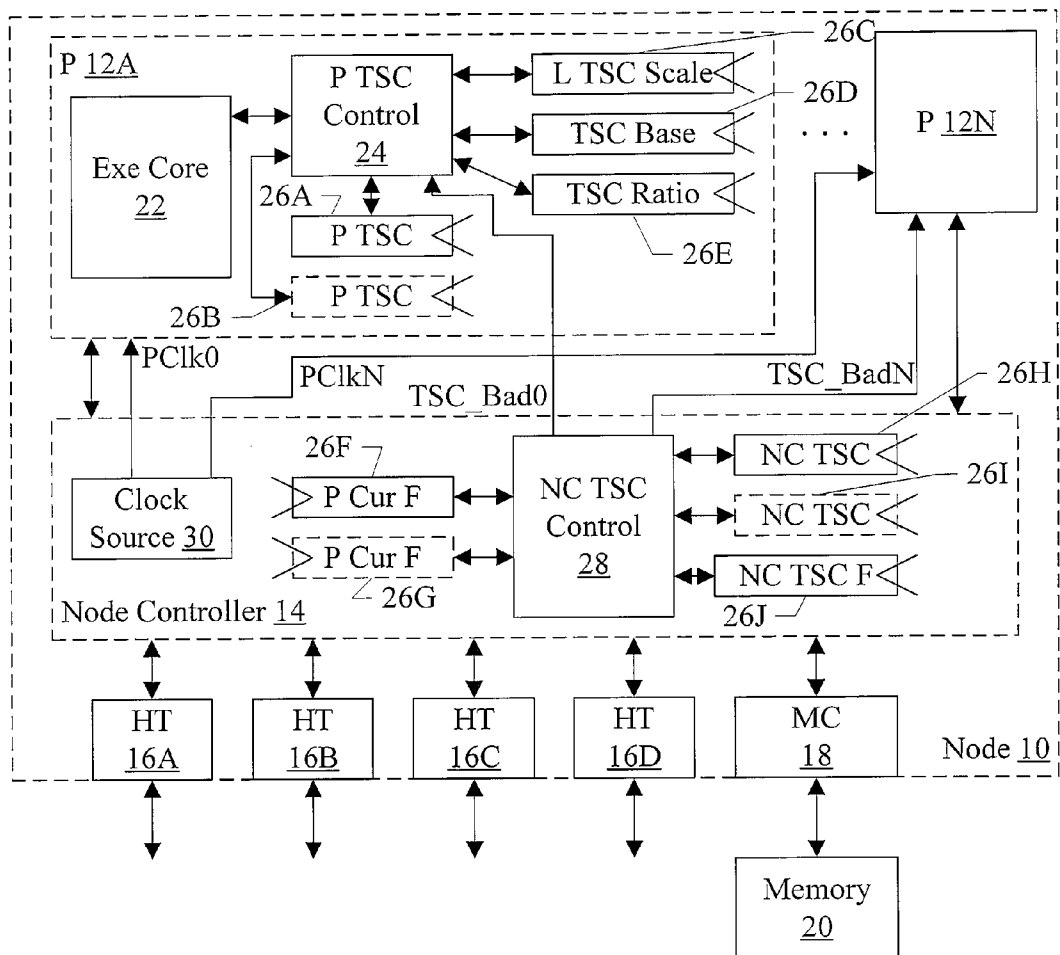 P 12A
Exe Core
22
P TSC
Control
24
26A
P TSC
P TSC
26B
L TSC Scale
26C
TSC Base
26D
TSC Ratio
26E
. . .
P 12N
PClk0
PClkN
TSC_Bad0
TSC_BadN
26H
26F
P Cur F
P Cur F
26G
Clock
Source 30
NC TSC
Control
28
NC TSC
26I
NC TSC
NC TSC F
26J
Node Controller 14
HT
16A
HT
16B
HT
16C
HT
16D
MC
18
Node 10
Memory
20